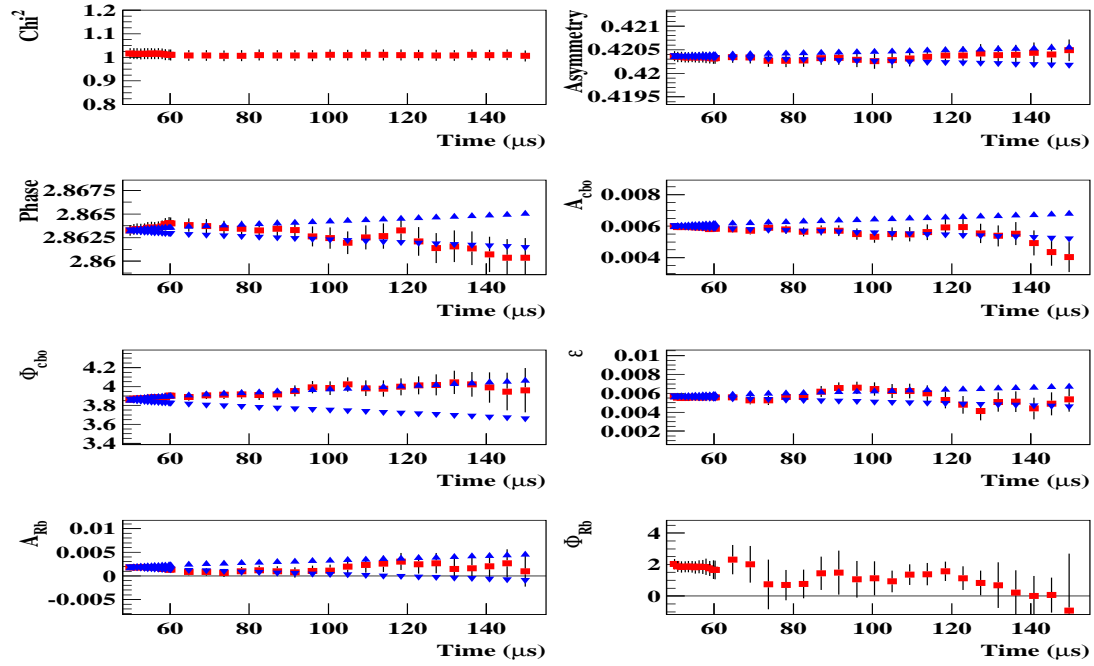 Chi²
1.2
1.1
1
0.9
0.8
60 80 100 120 140
Time (μs)
Asymmetry
0.421
0.4205
0.42
0.4195
60 80 100 120 140
Time (μs)
Phase
2.8675
2.865
2.8625
2.86
60 80 100 120 140
Time (μs)
A_cbo
0.008
0.006
0.004
60 80 100 120 140
Time (μs)
Φ_cbo
4.2
4
3.8
3.6
3.4
60 80 100 120 140
Time (μs)
ε
0.01
0.008
0.006
0.004
0.002
60 80 100 120 140
Time (μs)
A_Rb
0.01
0.005
0
-0.005
60 80 100 120 140
Time (μs)
Φ_Rb
4
2
0
60 80 100 120 140
Time (μs)